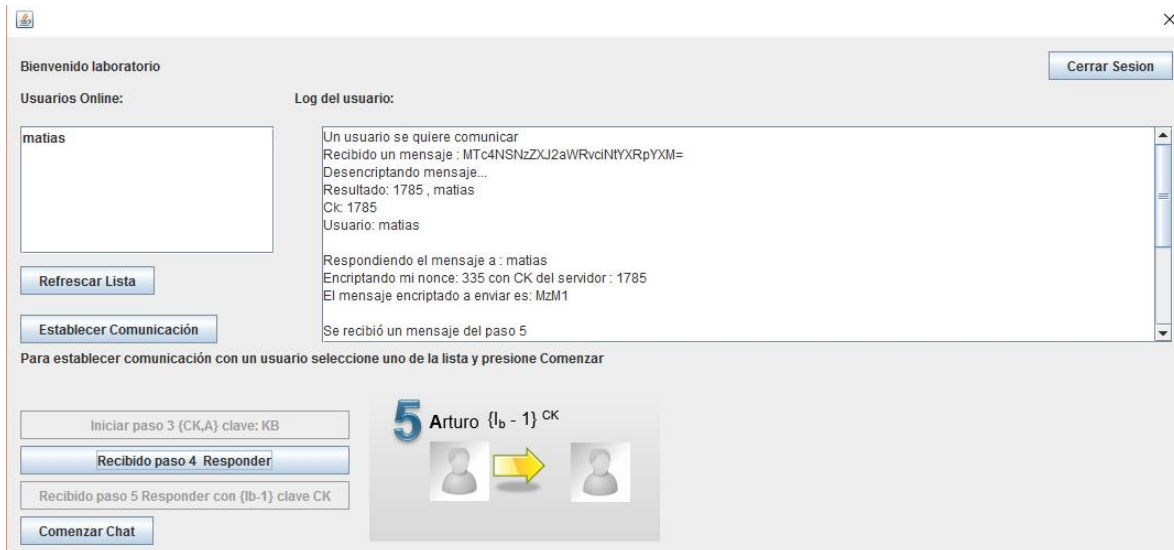 Bienvenido laboratorio
Cerrar Sesion
Usuarios Online:
Log del usuario:
matias
Un usuario se quiere comunicar
Recibido un mensaje : MTc4NSNzZXJ2aWRvciNtYXRpYXM=
Desencriptando mensaje...
Resultado: 1785 , matias
Ck: 1785
Usuario: matias
Respondiendo el mensaje a : matias
Encriptando mi nonce: 335 con CK del servidor : 1785
El mensaje encriptado a enviar es: MzM1
Se recibió un mensaje del paso 5
Refrescar Lista
Establecer Comunicación
Para establecer comunicación con un usuario seleccione uno de la lista y presione Comenzar
Iniciar paso 3 {CK,A} clave: KB
Recibido paso 4 Responder
Recibido paso 5 Responder con {Ib-1} clave CK
Comenzar Chat
5 Arturo {Ib - 1} CK